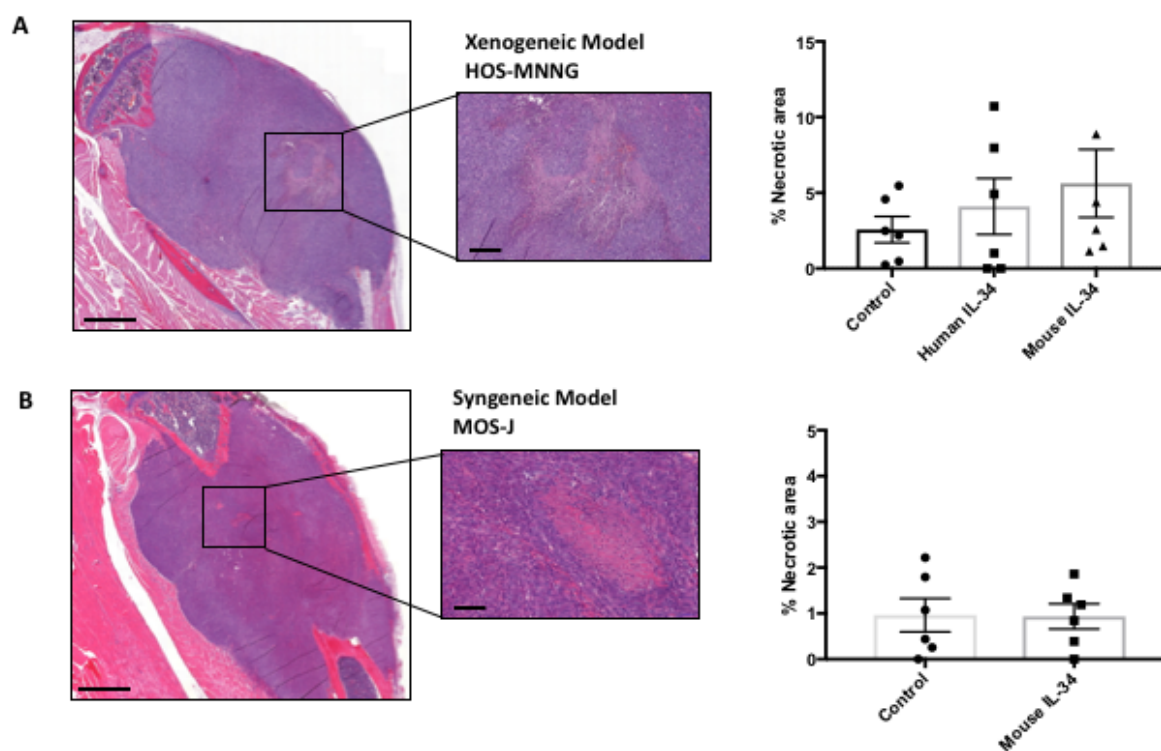 A
Xenogeneic Model
HOS-MNNG
% Necrotic area
15
10
5
0
Control
Human IL-34
Mouse IL-34
B
Syngeneic Model
MOS-J
% Necrotic area
5
4
3
2
1
0
Control
Mouse IL-34